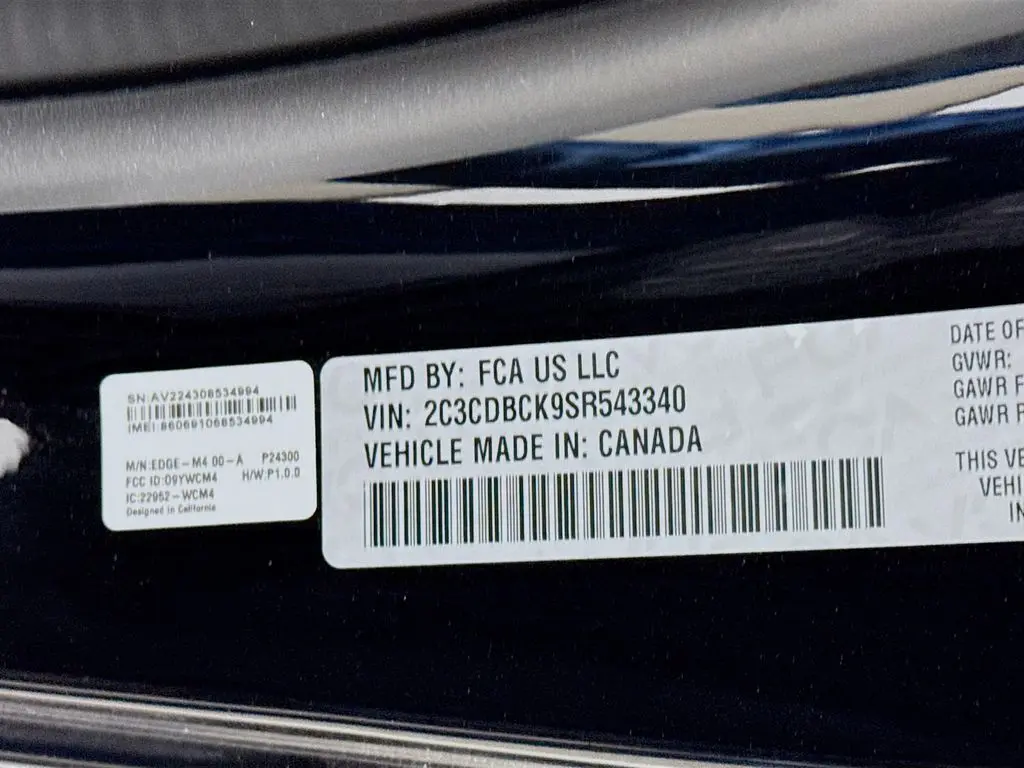 SN:AV224308534994
IMEI:860691068534994
M/N:EDGE-M4.00-A P24300
FCC ID:O9YWCM4 H/W:P1.0.0
IC:22952-WCM4
Designed in California
MFD BY: FCA US LLC
VIN: 2C3CDBCK9SR543340
VEHICLE MADE IN: CANADA
DATE OF
GVWR:
GAWR F
GAWR R
THIS VE
VEHI
IN